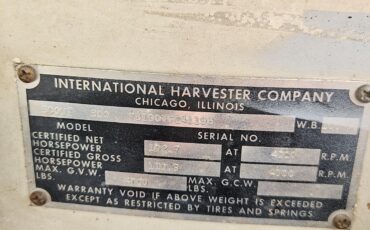 INTERNATIONAL HARVESTER COMPANY
CHICAGO, ILLINOIS
W.B.
MODEL SERIAL NO.
CERTIFIED NET
HORSEPOWER AT R.P.M
CERTIFIED GROSS
HORSEPOWER AT R.P.M
MAX. G.V.W. MAX. G.C.W.
LBS. LBS.
WARRANTY VOID IF ABOVE WEIGHT IS EXCEEDED
EXCEPT AS RESTRICTED BY TIRES AND SPRINGS